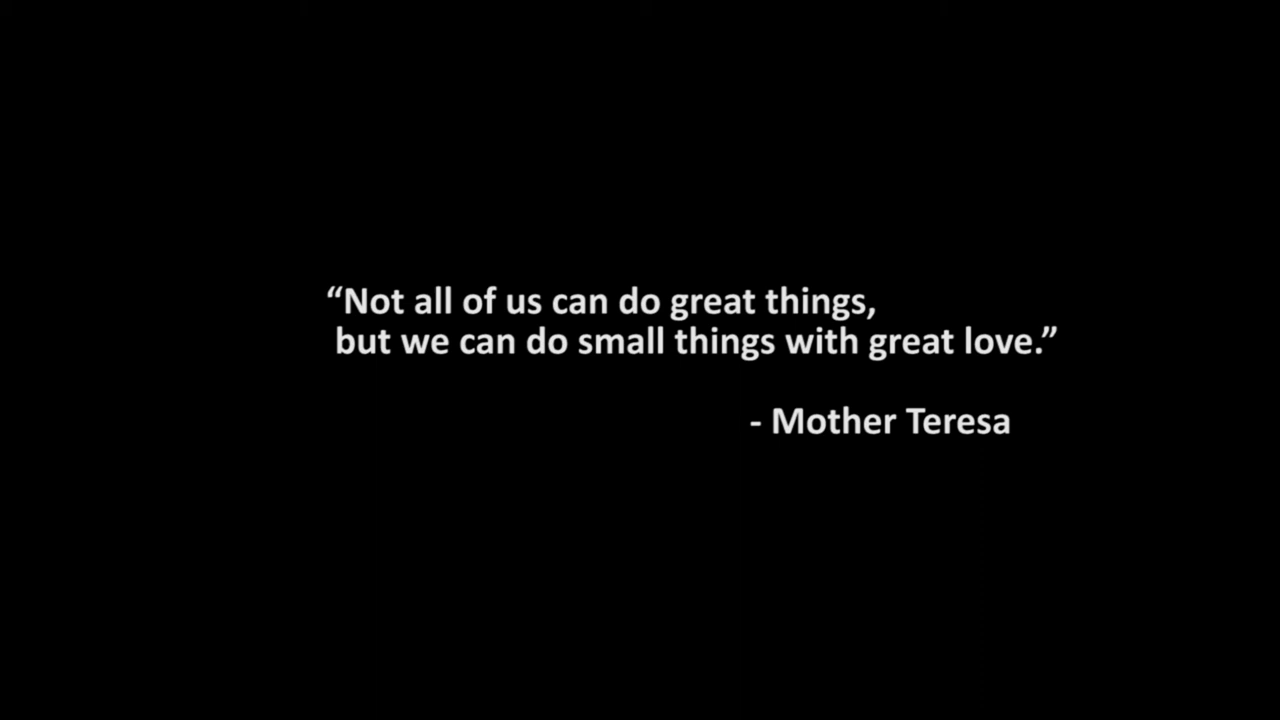 “Not all of us can do great things,
but we can do small things with great love.”
- Mother Teresa